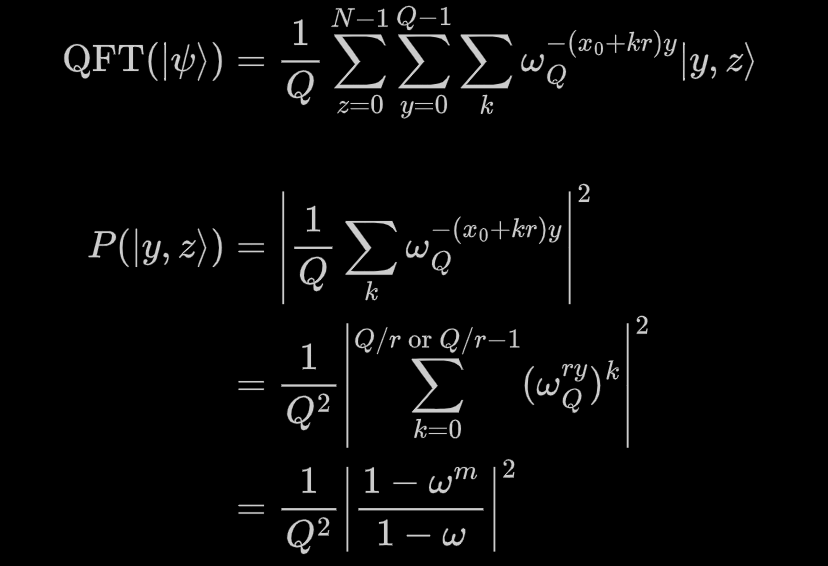 QFT(|ψ⟩) = \frac{1}{Q} \sum_{z=0}^{N-1} \sum_{y=0}^{Q-1} \sum_{k} ω_Q^{-(x_0+kr)y} |y, z⟩
P(|y, z⟩) = \left| \frac{1}{Q} \sum_{k} ω_Q^{-(x_0+kr)y} \right|^2
= \frac{1}{Q^2} \left| \sum_{k=0}^{Q/r or Q/r-1} (ω_Q^{ry})^k \right|^2
= \frac{1}{Q^2} \left| \frac{1 - ω^m}{1 - ω} \right|^2